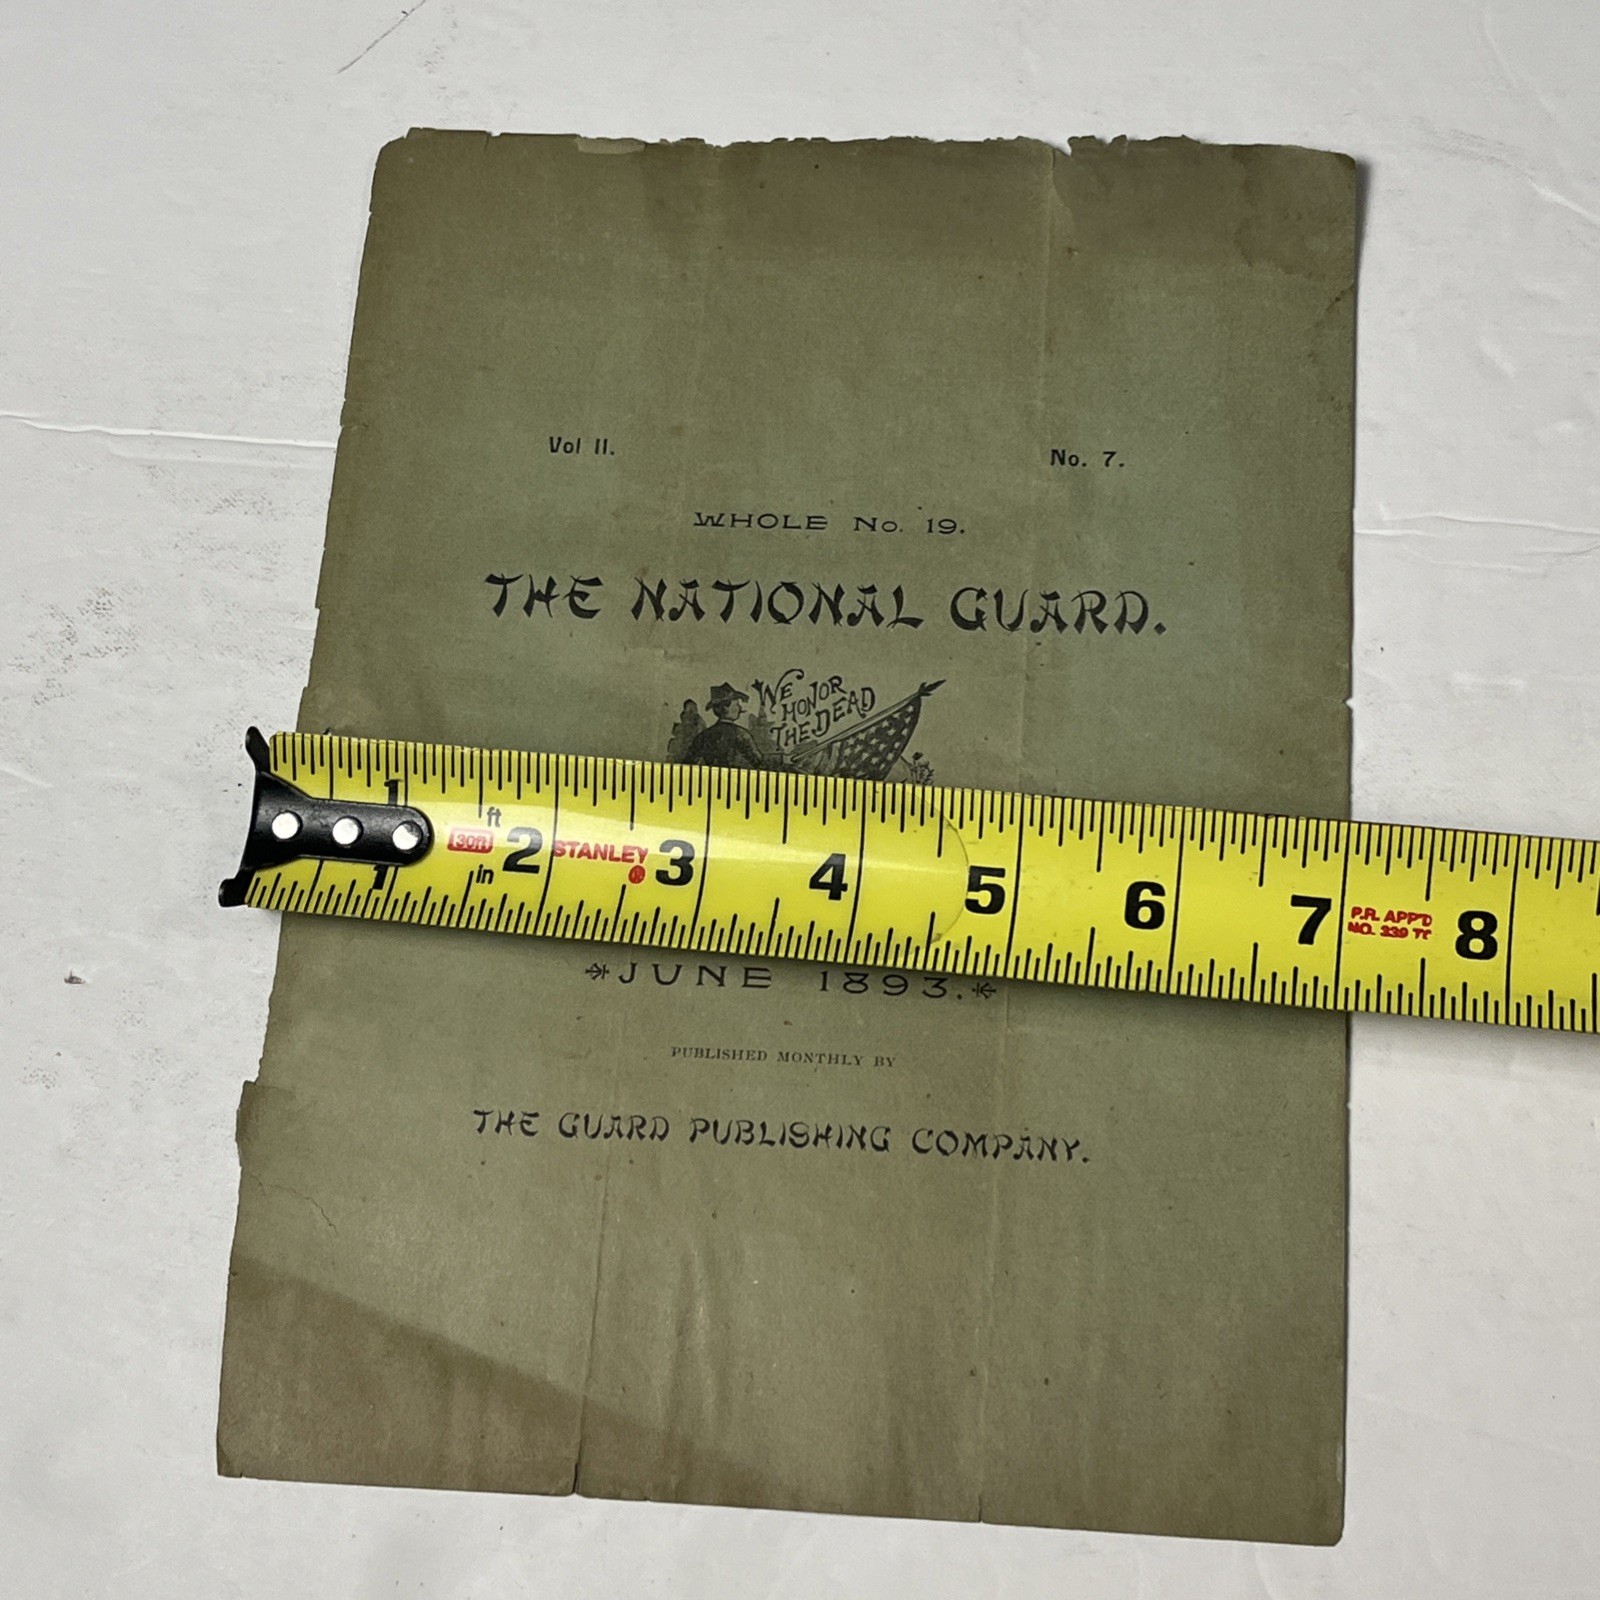 Vol II. No. 7.
WHOLE No. 19.
THE NATIONAL GUARD.
WE
HONOR
THE DEAD
1 ft 2 3 4 5 6 7 8
30ft STANLEY P.R. APP'D
NO. 339 TY
1 in
JUNE 1893.
PUBLISHED MONTHLY BY
THE GUARD PUBLISHING COMPANY.